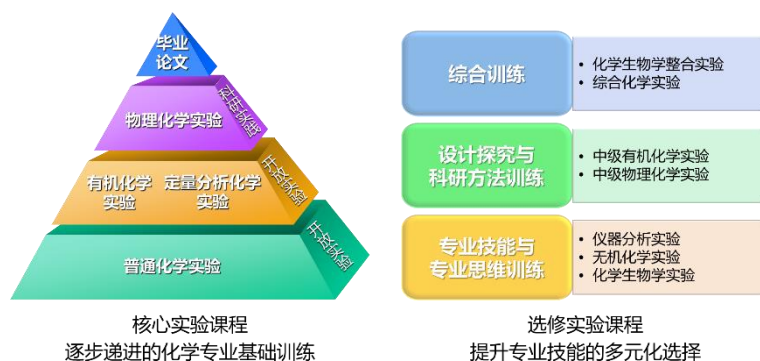 毕业
论文
物理化学实验
科研实践
有机化学
实验
定量分析化学
实验
开放实验
普通化学实验
开放实验
核心实验课程
逐步递进的化学专业基础训练
综合训练
• 化学生物学整合实验
• 综合化学实验
设计探究与
科研方法训练
• 中级有机化学实验
• 中级物理化学实验
专业技能与
专业思维训练
• 仪器分析实验
• 无机化学实验
• 化学生物学实验
选修实验课程
提升专业技能的多元化选择